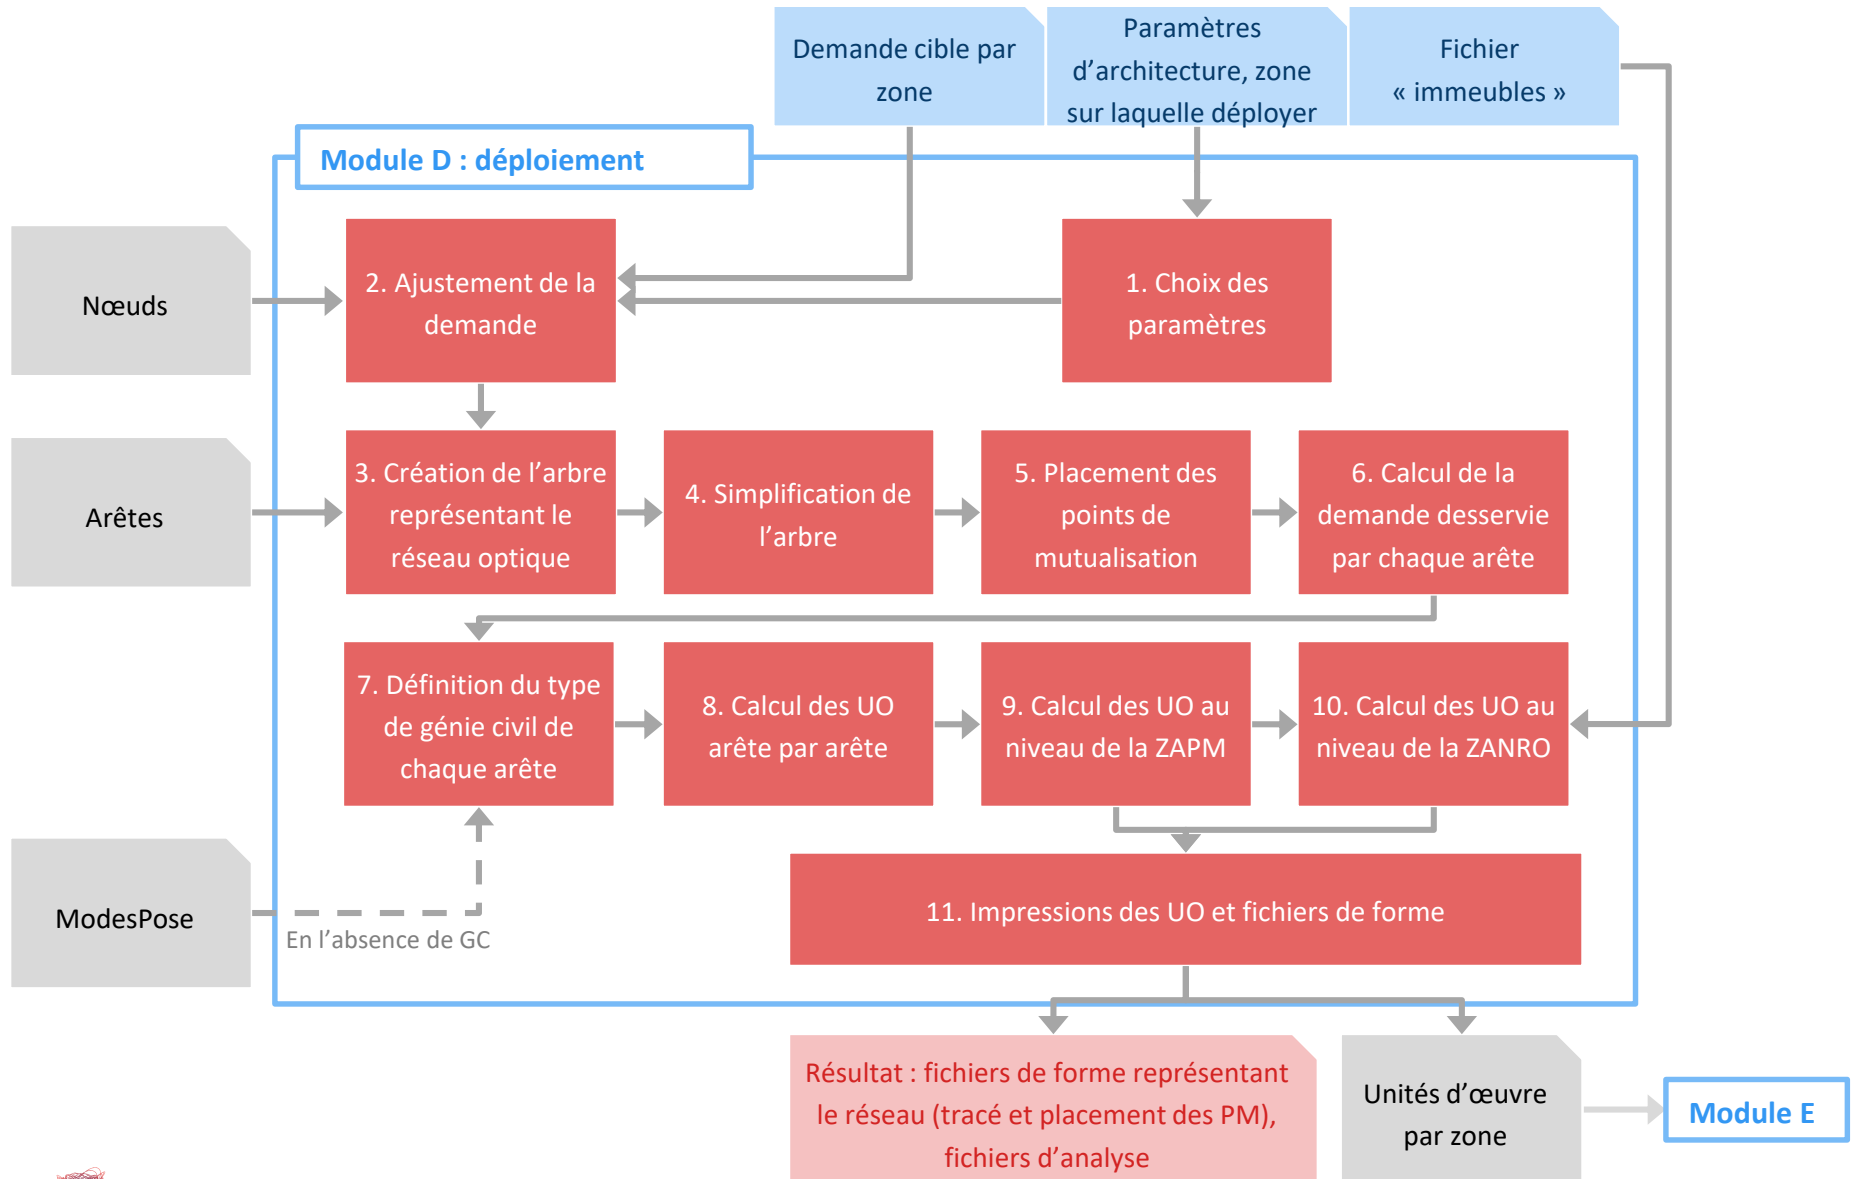 Demande cible par
zone
Paramètres
d’architecture, zone
sur laquelle déployer
Fichier
« immeubles »
Module D : déploiement
Nœuds
2. Ajustement de la
demande
1. Choix des
paramètres
Arêtes
3. Création de l’arbre
représentant le
réseau optique
4. Simplification de
l’arbre
5. Placement des
points de
mutualisation
6. Calcul de la
demande desservie
par chaque arête
7. Définition du type
de génie civil de
chaque arête
8. Calcul des UO
arête par arête
9. Calcul des UO au
niveau de la ZAPM
10. Calcul des UO au
niveau de la ZANRO
ModesPose
En l’absence de GC
11. Impressions des UO et fichiers de forme
Résultat : fichiers de forme représentant
le réseau (tracé et placement des PM),
fichiers d’analyse
Unités d’œuvre
par zone
Module E